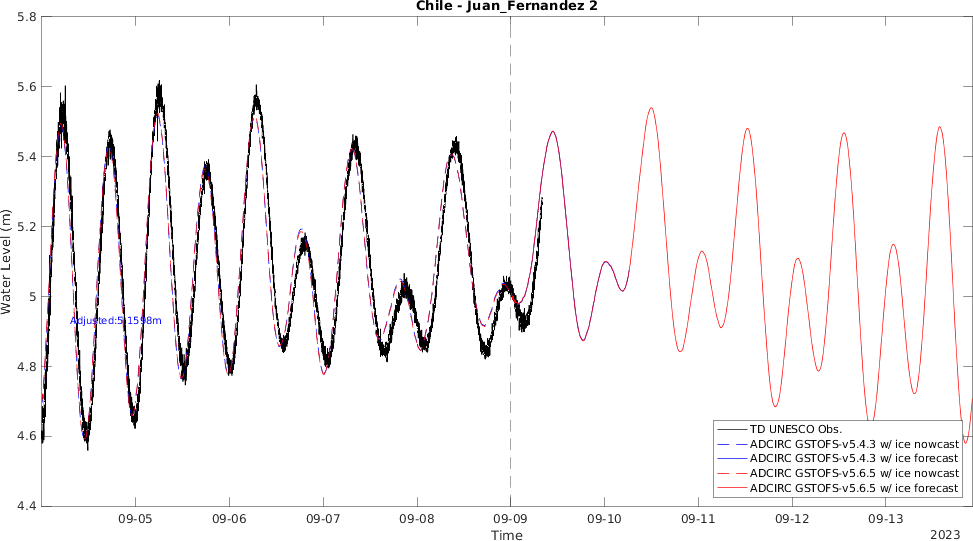 Chile - Juan_Fernandez 2
5.8
5.6
5.4
5.2
5
4.8
4.6
4.4
Water Level (m)
Adjusted:5.1598m
TD UNESCO Obs.
ADCIRC GSTOFS-v5.4.3 w/ ice nowcast
ADCIRC GSTOFS-v5.4.3 w/ ice forecast
ADCIRC GSTOFS-v5.6.5 w/ ice nowcast
ADCIRC GSTOFS-v5.6.5 w/ ice forecast
09-05 09-06 09-07 09-08 09-09 09-10 09-11 09-12 09-13
Time
2023